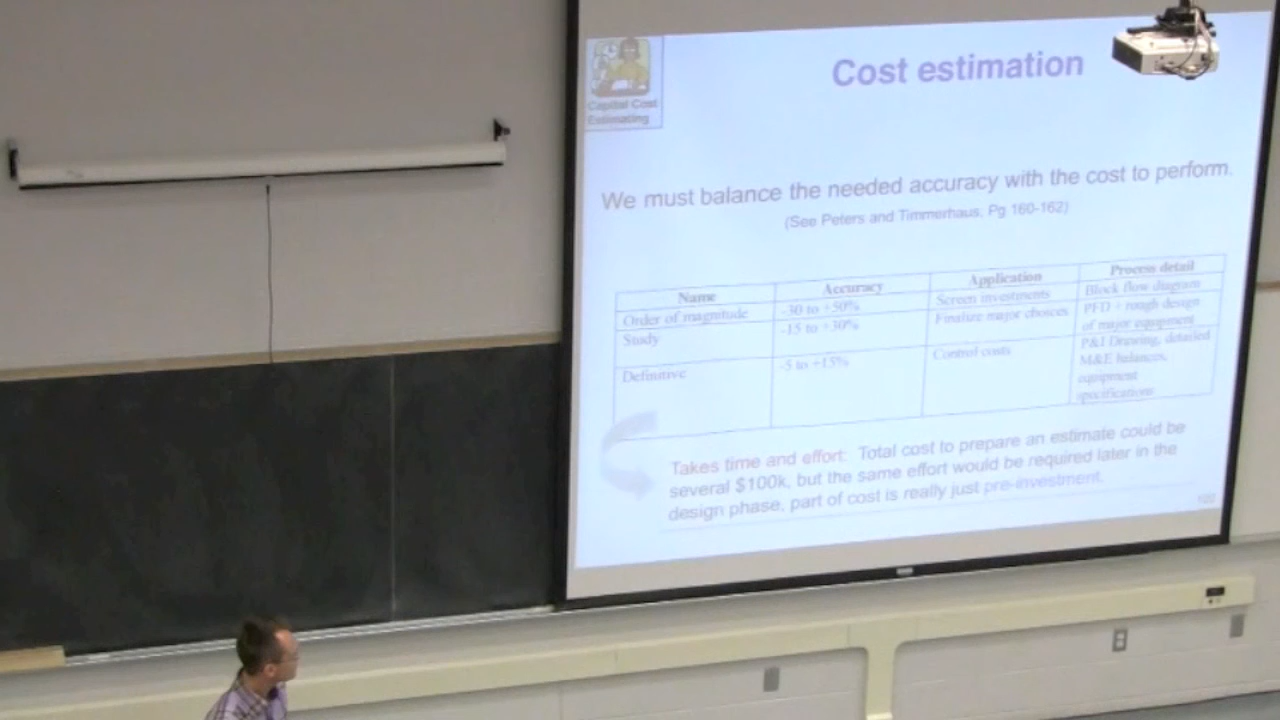 Cost estimation
Capital Cost
Estimating
We must balance the needed accuracy with the cost to perform.
(See Peters and Timmerhaus, Pg 160-162)
Name Accuracy Application Process detail
Order of magnitude -30 to +50% Screen investments Block flow diagram
Study -15 to +30% Finalize major choices PFD + rough design
of major equipment
Definitive -5 to +15% Control costs P&I Drawing, detailed
M&E balances,
equipment
specifications
Takes time and effort: Total cost to prepare an estimate could be
several $100k, but the same effort would be required later in the
design phase, part of cost is really just pre-investment.